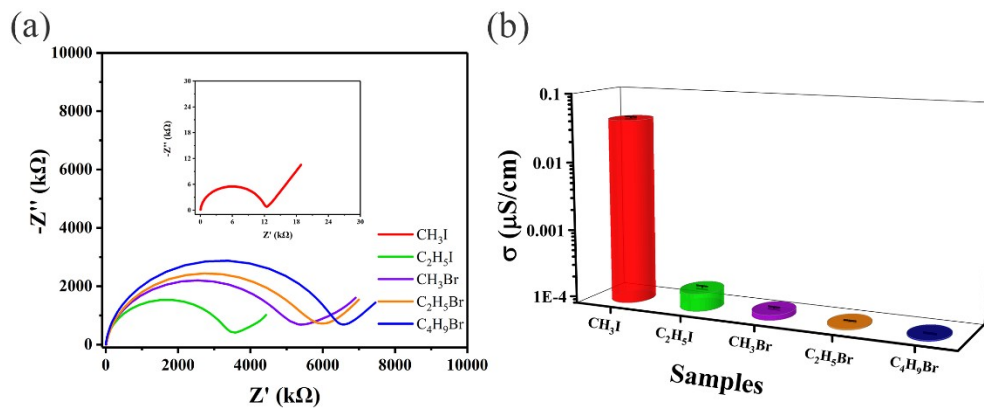 (a)
10000
8000
6000
4000
2000
0
-Z'' (kΩ)
0
2000
4000
6000
8000
10000
Z' (kΩ)
30
24
18
12
6
0
-Z'' (kΩ)
0
6
12
18
24
30
Z' (kΩ)
CH₃I
C₂H₅I
CH₃Br
C₂H₅Br
C₄H₉Br
(b)
0.1
0.01
0.001
1E-4
σ (μS/cm)
CH₃I
C₂H₅I
CH₃Br
C₂H₅Br
C₄H₉Br
Samples